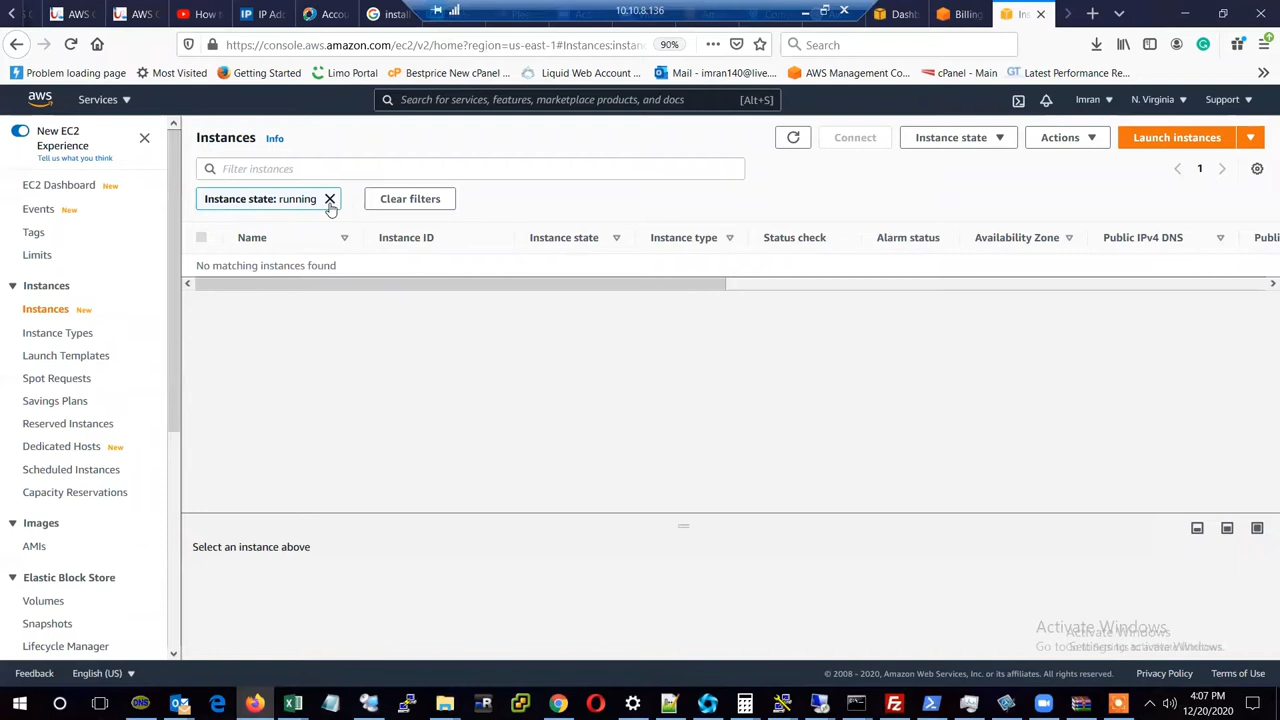 10.10.8.136
AWS
AWS C
How
IP Ad
Accou
install
Dashb
Billing
Ins
https://console.aws.amazon.com/ec2/v2/home?region=us-east-1#Instances:instan
90%
Search
Problem loading page
Most Visited
Getting Started
Limo Portal
Bestprice New cPanel ...
Liquid Web Account ...
Mail - imran140@live....
AWS Management Co...
cPanel - Main
Latest Performance Re...
aws
Services
Search for services, features, marketplace products, and docs
[Alt+S]
Imran
N. Virginia
Support
New EC2
Experience
Tell us what you think
EC2 Dashboard New
Events New
Tags
Limits
Instances
Instances New
Instance Types
Launch Templates
Spot Requests
Savings Plans
Reserved Instances
Dedicated Hosts New
Scheduled Instances
Capacity Reservations
Images
AMIs
Elastic Block Store
Volumes
Snapshots
Lifecycle Manager
Instances Info
Connect
Instance state
Actions
Launch instances
Filter instances
1
Instance state: running
Clear filters
Name
Instance ID
Instance state
Instance type
Status check
Alarm status
Availability Zone
Public IPv4 DNS
Publi
No matching instances found
Select an instance above
Activate Windows
Activate Windows
Go to Settings to activate Windows.
Feedback
English (US)
© 2008 - 2020, Amazon Web Services, Inc. or its affiliates. All rights reserved.
Privacy Policy
Terms of Use
4:07 PM
12/20/2020